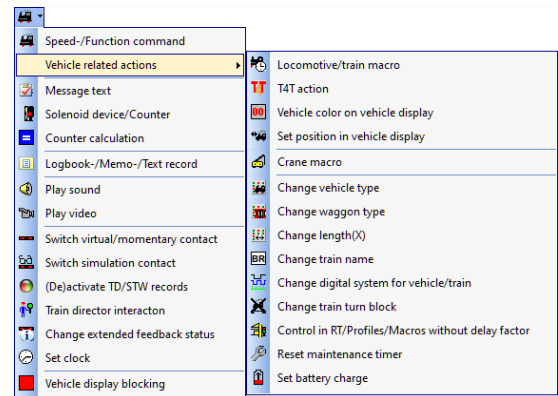 Speed-/Function command
Vehicle related actions
Message text
Solenoid device/Counter
Counter calculation
Logbook-/Memo-/Text record
Play sound
Play video
Switch virtual/momentary contact
Switch simulation contact
(De)activate TD/STW records
Train director interacton
Change extended feedback status
Set clock
Vehicle display blocking
Locomotive/train macro
TT T4T action
00 Vehicle color on vehicle display
Set position in vehicle display
Crane macro
Change vehicle type
Change waggon type
Change length(X)
BR Change train name
Change digital system for vehicle/train
Change train turn block
Control in RT/Profiles/Macros without delay factor
Reset maintenance timer
Set battery charge